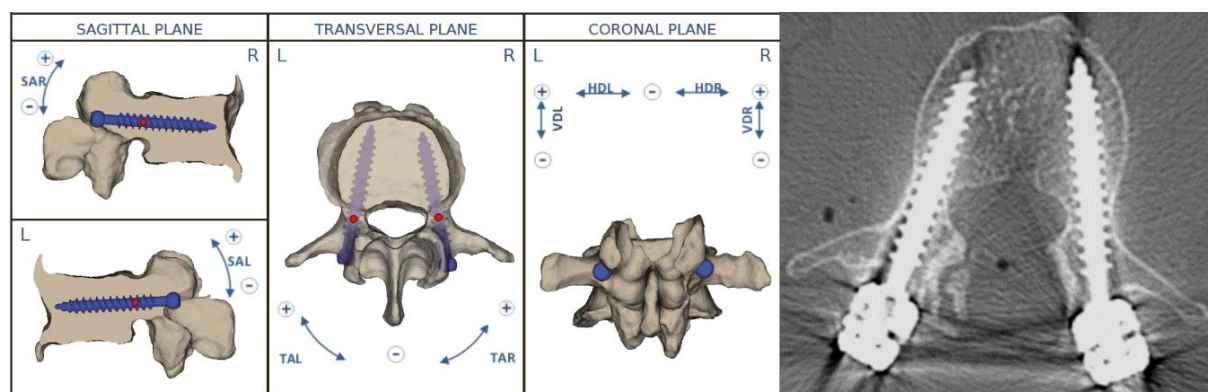 SAGITTAL PLANE
TRANSVERSAL PLANE
CORONAL PLANE
R
+
SAR
−
L
+
SAL
−
L
R
+
+
−
TAL
TAR
L
R
+
HDL
−
HDR
+
VDL
VDR
−
−